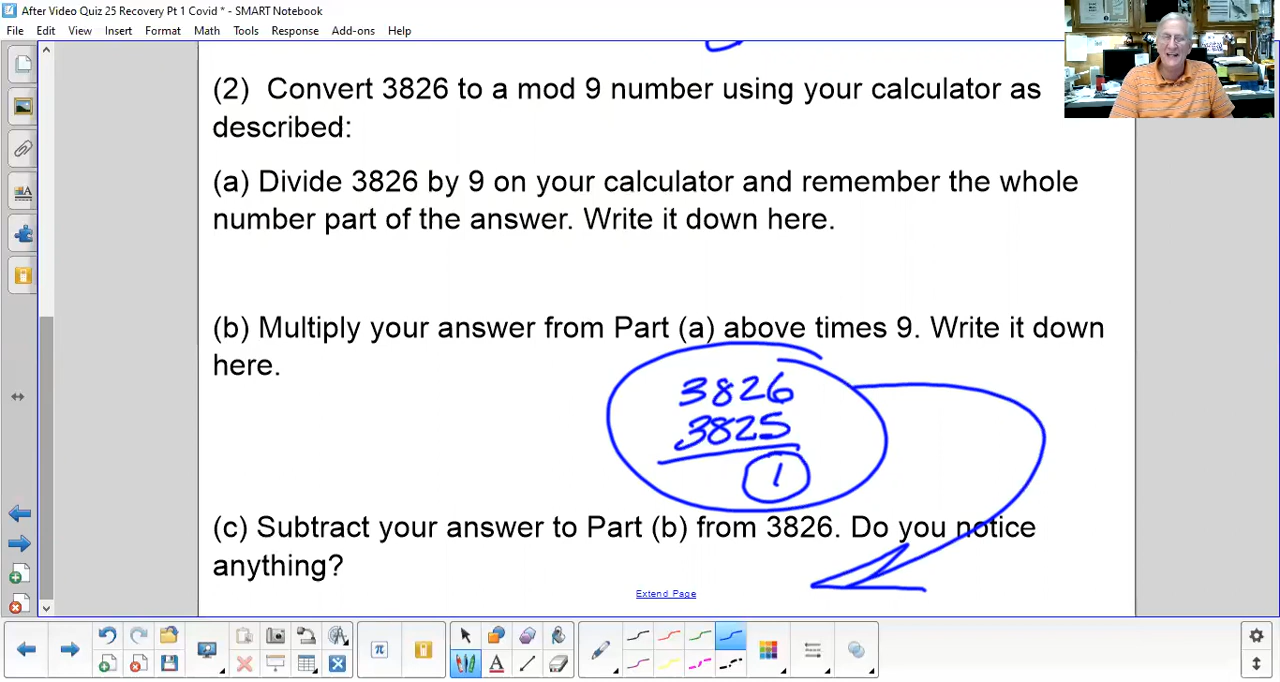 After Video Quiz 25 Recovery Pt 1 Covid * - SMART Notebook
File Edit View Insert Format Math Tools Response Add-ons Help
(2) Convert 3826 to a mod 9 number using your calculator as
described:
(a) Divide 3826 by 9 on your calculator and remember the whole
number part of the answer. Write it down here.
(b) Multiply your answer from Part (a) above times 9. Write it down
here.
3826
3825
1
(c) Subtract your answer to Part (b) from 3826. Do you notice
anything?
Extend Page
π
A